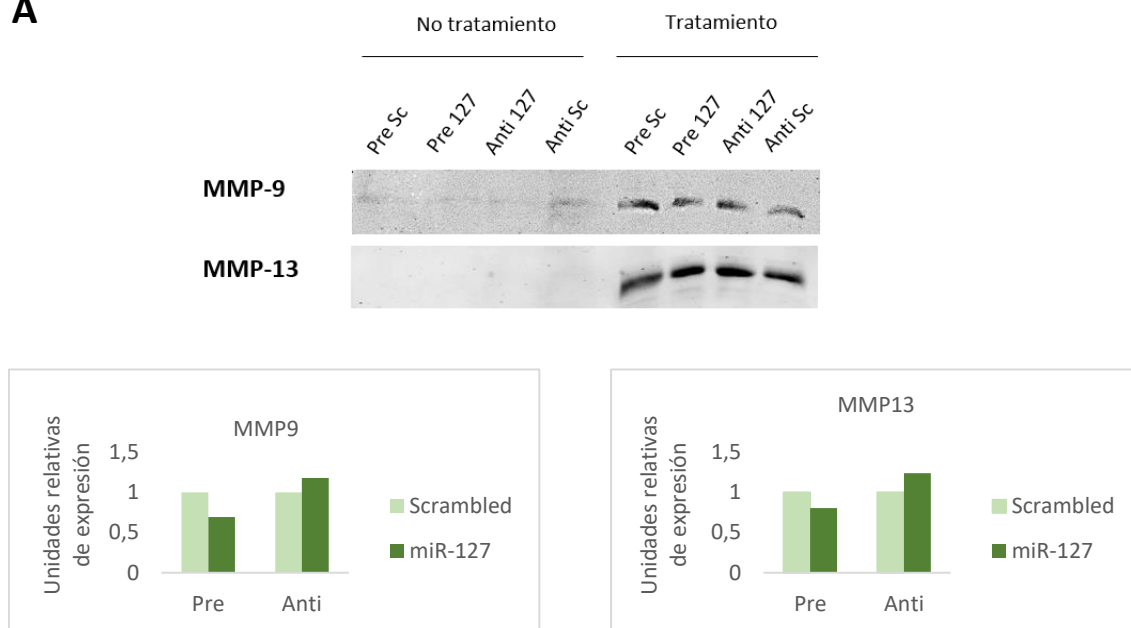 A
No tratamiento
Tratamiento
Pre Sc
Pre 127
Anti 127
Anti Sc
Pre Sc
Pre 127
Anti 127
Anti Sc
MMP-9
MMP-13
MMP9
Unidades relativas
de expresión
1,5
1
0,5
0
Pre
Anti
Scrambled
miR-127
MMP13
Unidades relativas
de expresión
1,5
1
0,5
0
Pre
Anti
Scrambled
miR-127